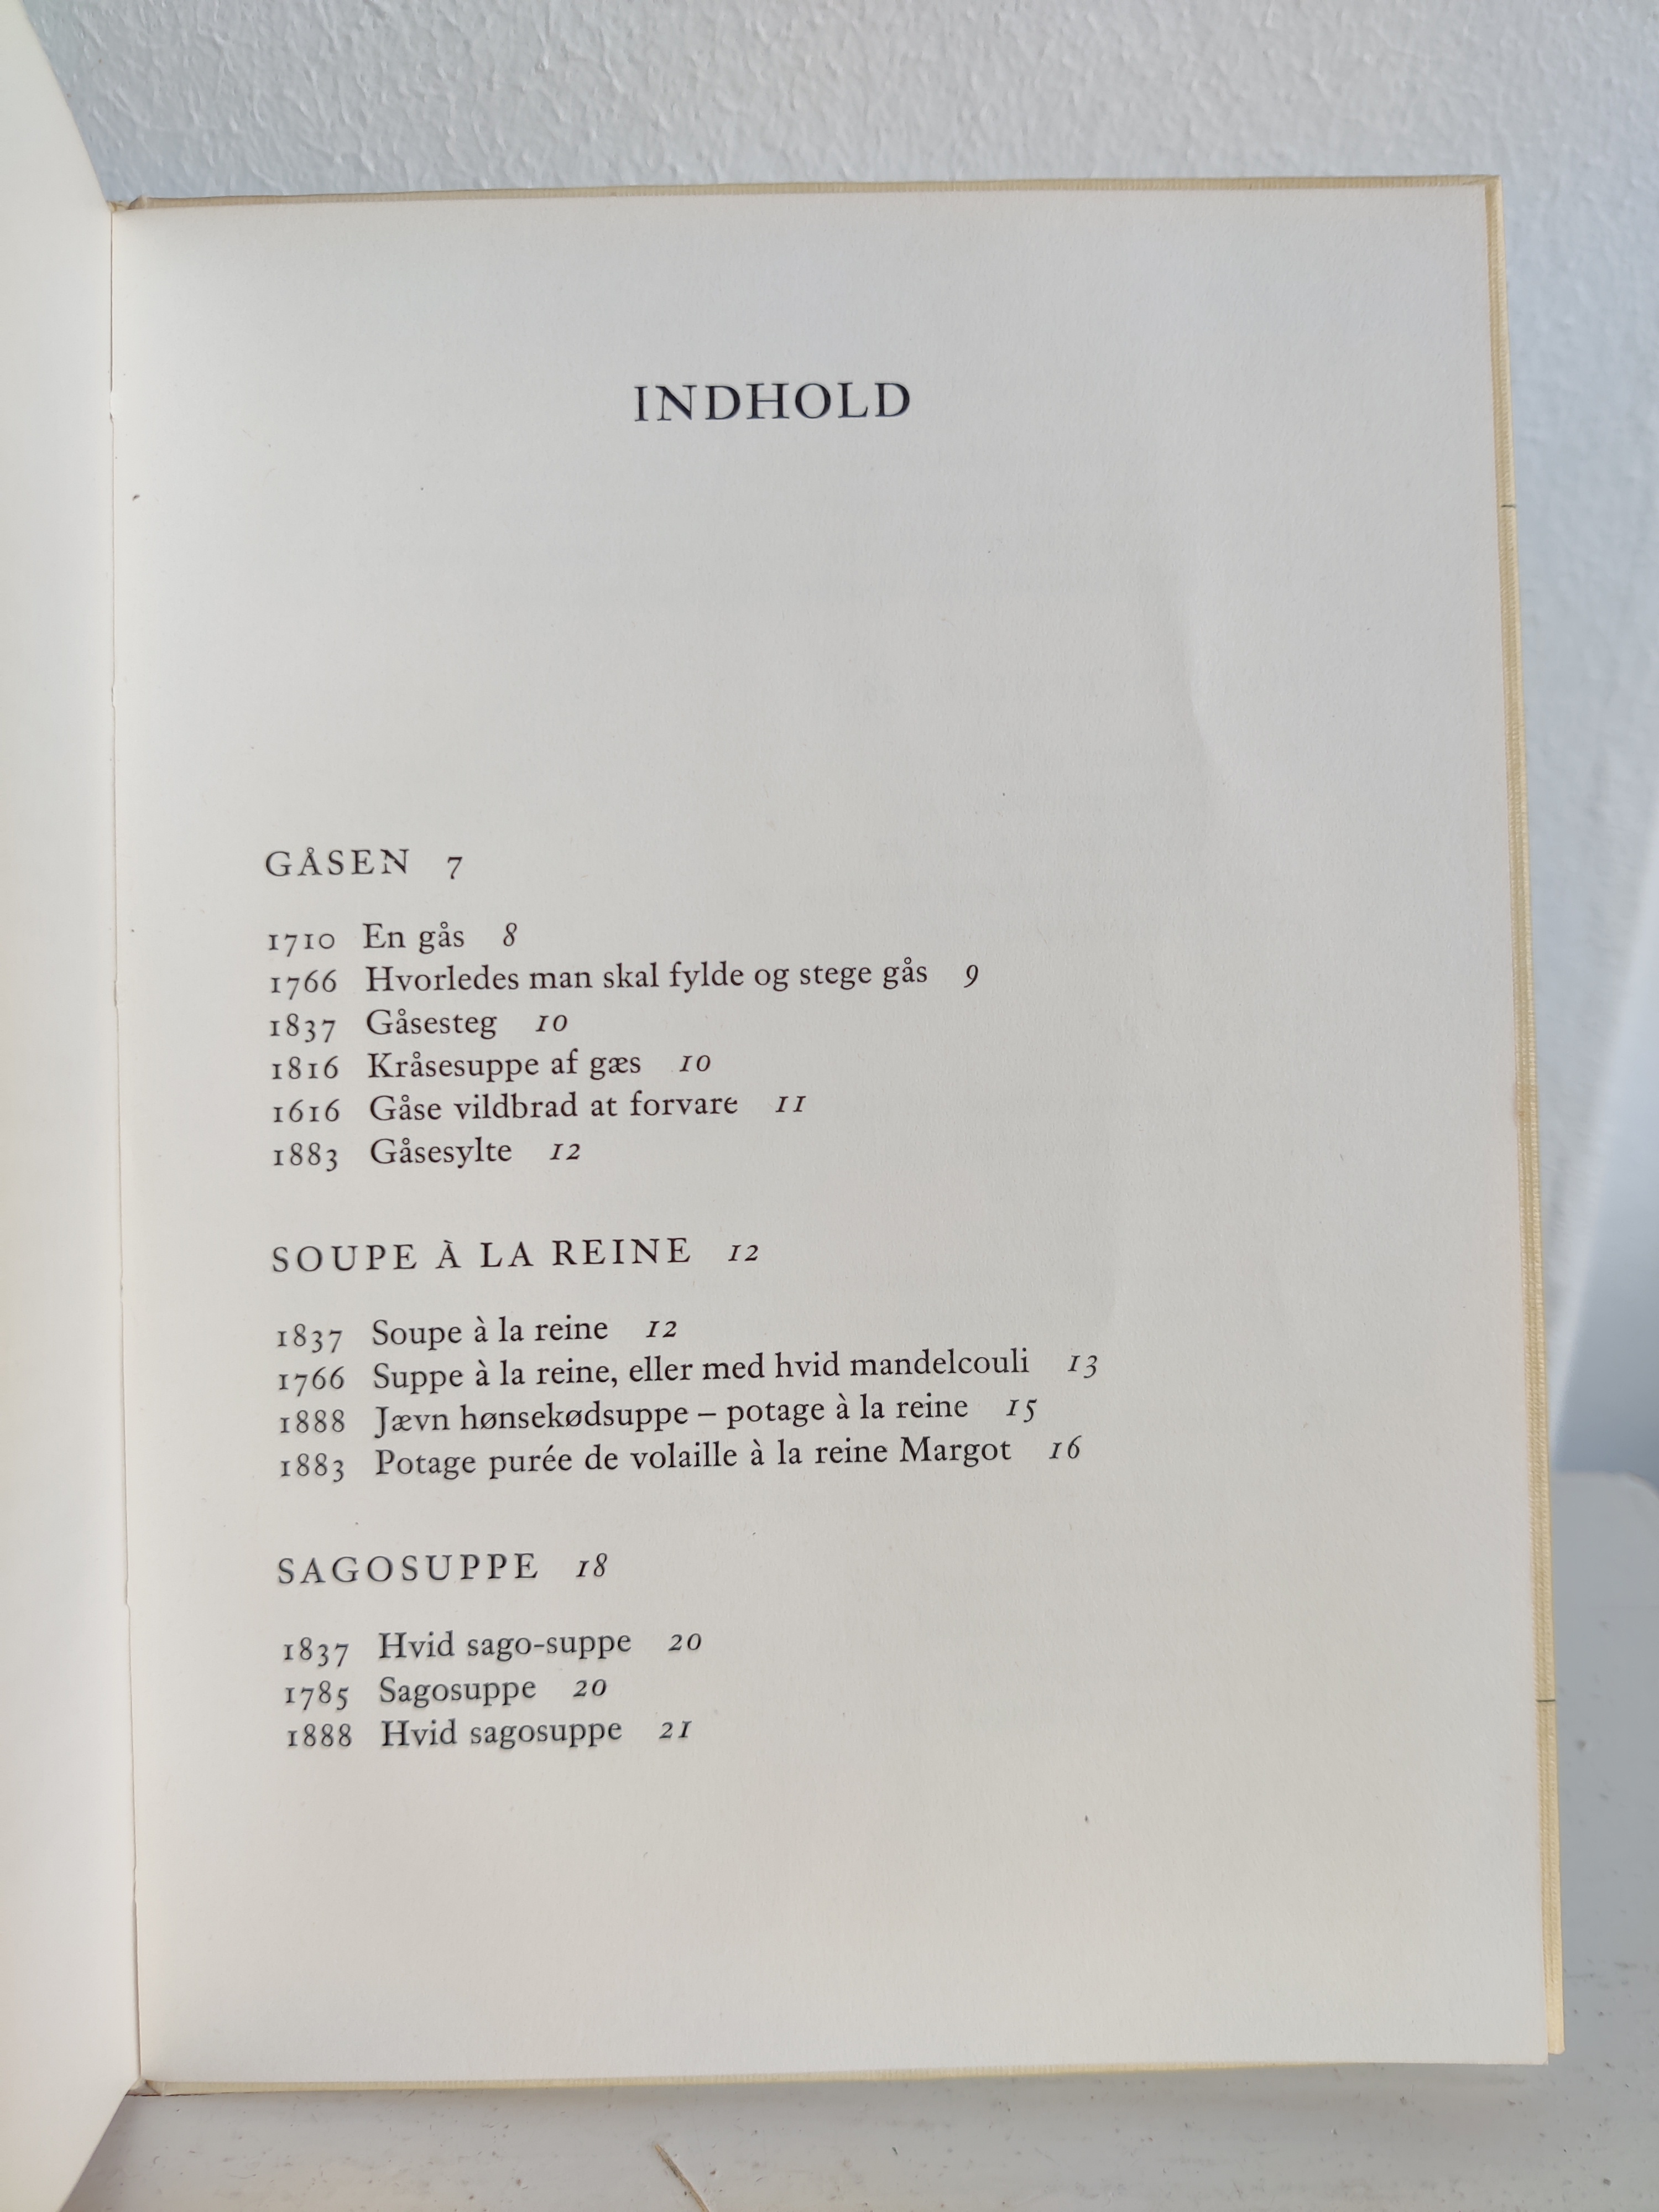 INDHOLD
GÅSEN 7
1710 En gås 8
1766 Hvorledes man skal fylde og stege gås 9
1837 Gåsesteg 10
1816 Kråsesuppe af gæs 10
1616 Gåse vildbrad at forvare 11
1883 Gåsesylte 12
SOUPE À LA REINE 12
1837 Soupe à la reine 12
1766 Suppe à la reine, eller med hvid mandelcouli 13
1888 Jævn hønsekødsuppe – potage à la reine 15
1883 Potage purée de volaille à la reine Margot 16
SAGOSUPPE 18
1837 Hvid sago-suppe 20
1785 Sagosuppe 20
1888 Hvid sagosuppe 21